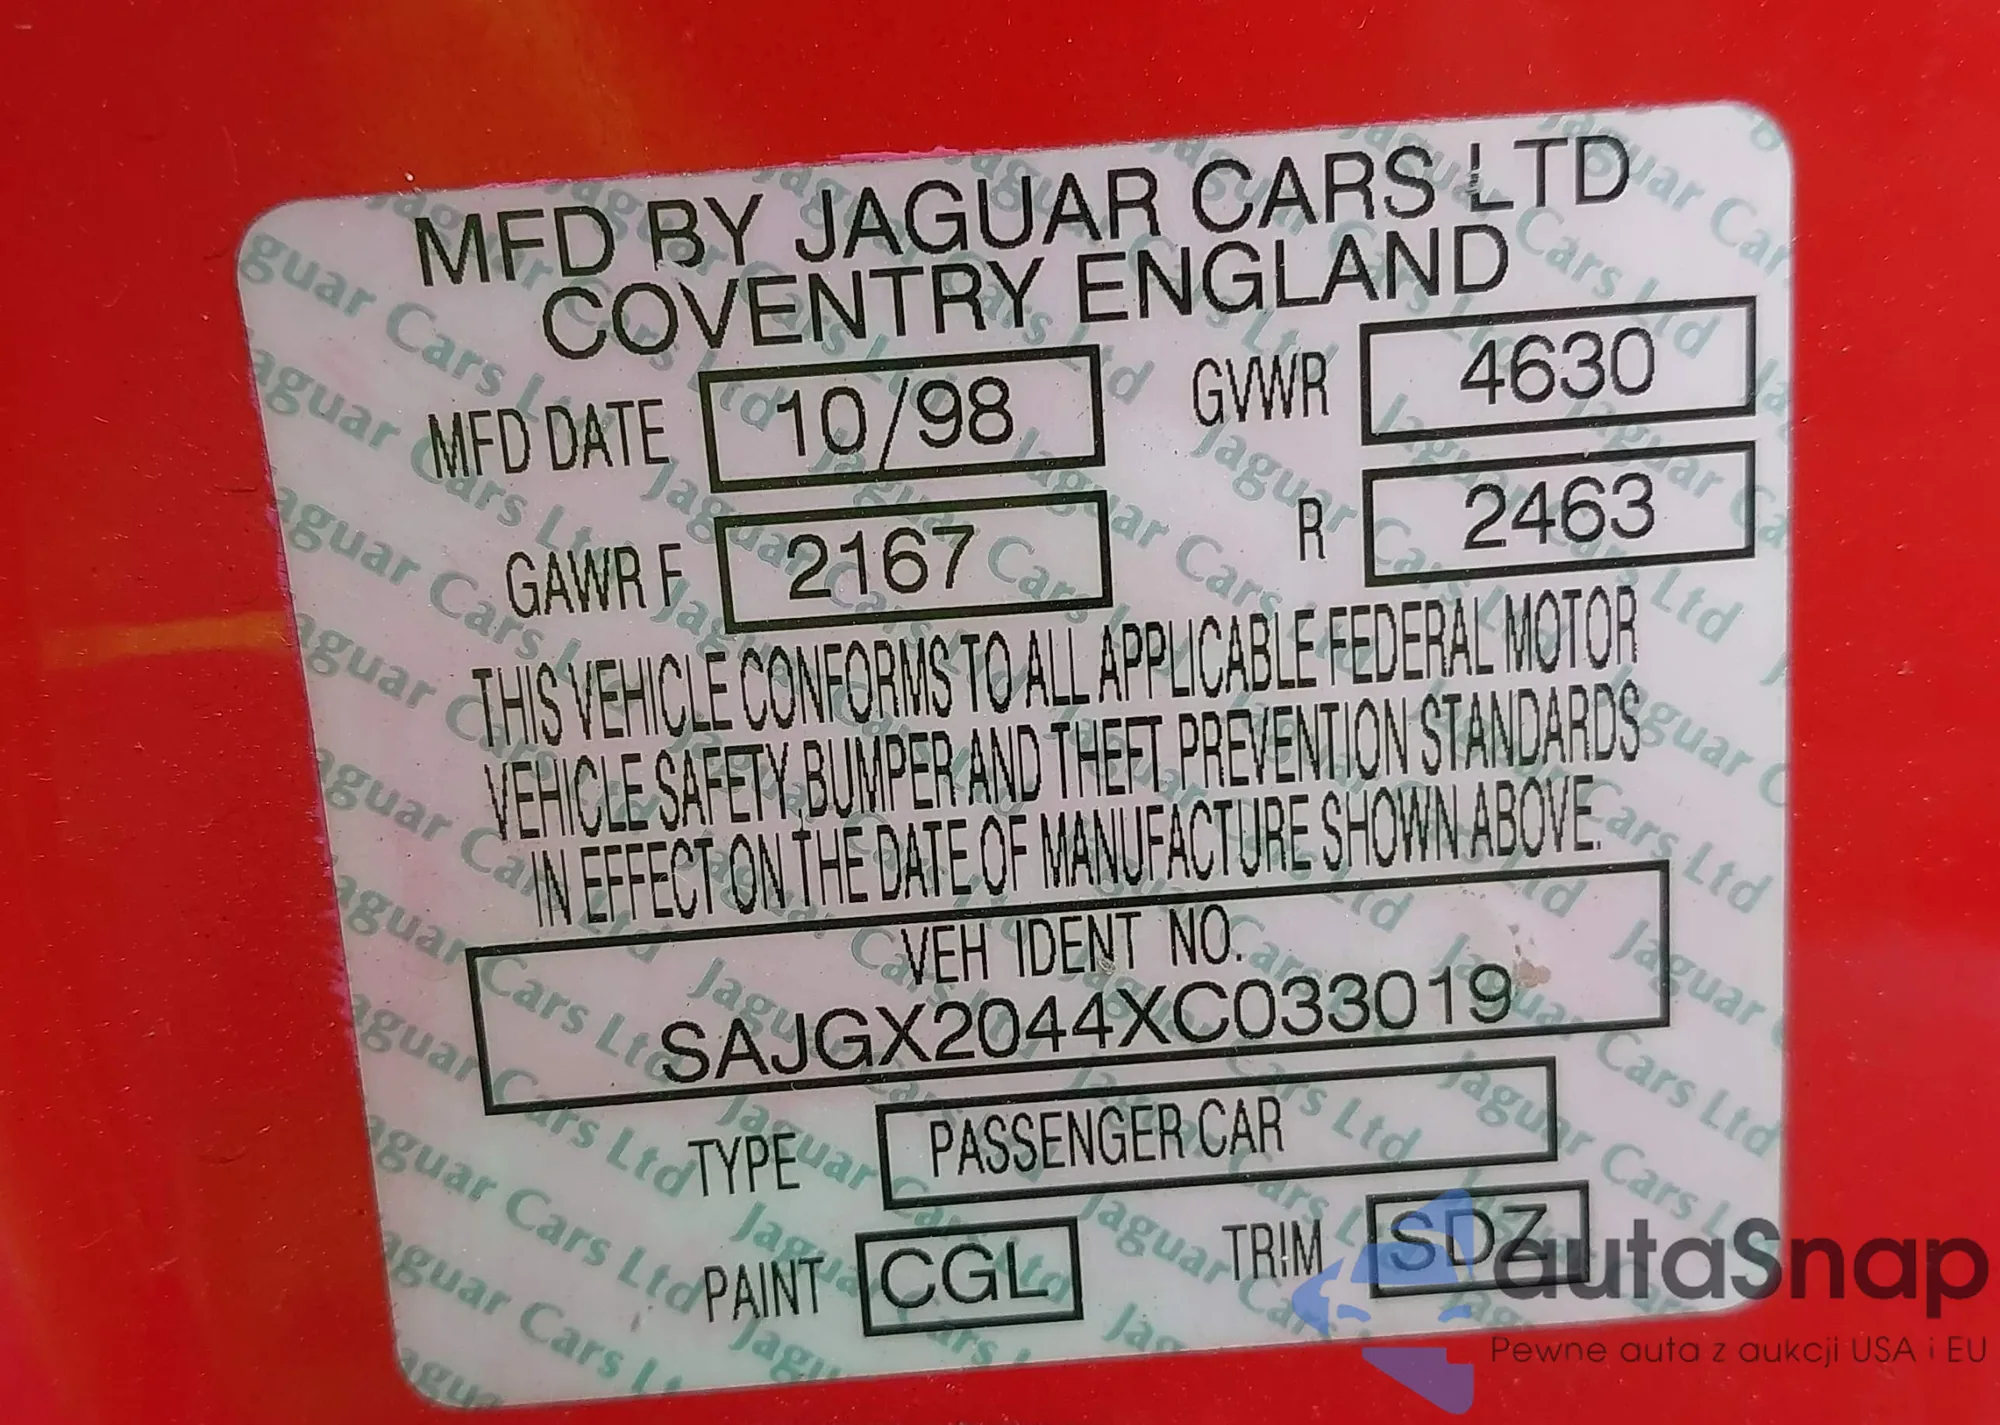 MFD BY JAGUAR CARS LTD
COVENTRY ENGLAND
MFD DATE 10/98 GVWR 4630
GAWR F 2167 R 2463
THIS VEHICLE CONFORMS TO ALL APPLICABLE FEDERAL MOTOR
VEHICLE SAFETY, BUMPER AND THEFT PREVENTION STANDARDS
IN EFFECT ON THE DATE OF MANUFACTURE SHOWN ABOVE.
VEH IDENT NO.
SAJGX2044XC033019
TYPE PASSENGER CAR
PAINT CGL TRIM SDZ
autaSnap
Pewne auta z aukcji USA i EU